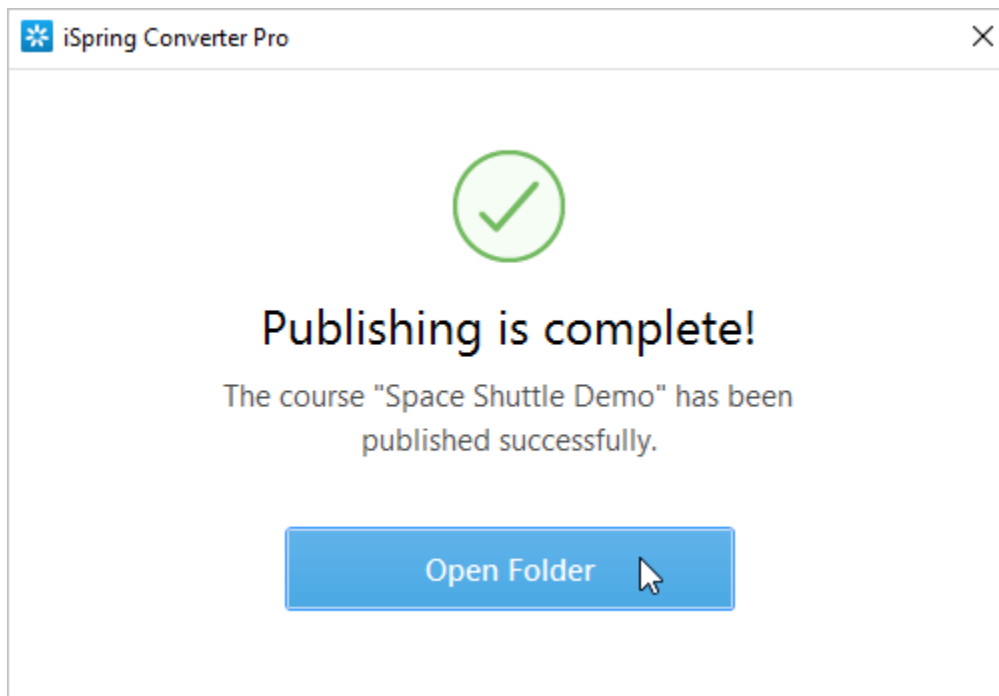 iSpring Converter Pro
Publishing is complete!
The course "Space Shuttle Demo" has been
published successfully.
Open Folder